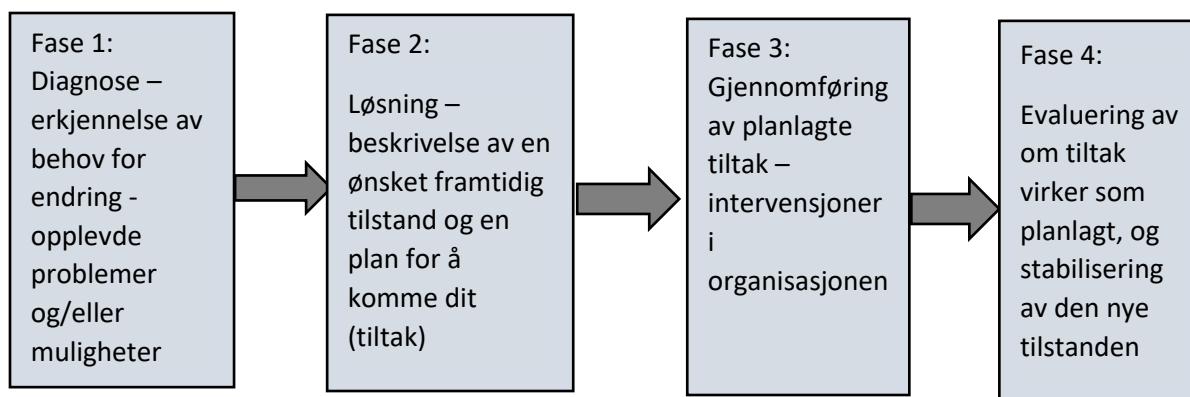 Fase 1:
Diagnose –
erkjennelse av
behov for
endring -
opplevde
problemer
og/eller
muligheter
Fase 2:
Løsning –
beskrivelse av en
ønsket framtidig
tilstand og en
plan for å
komme dit
(tiltak)
Fase 3:
Gjennomføring
av planlagte
tiltak –
intervensjoner
i
organisasjonen
Fase 4:
Evaluering av
om tiltak
virker som
planlagt, og
stabilisering
av den nye
tilstanden